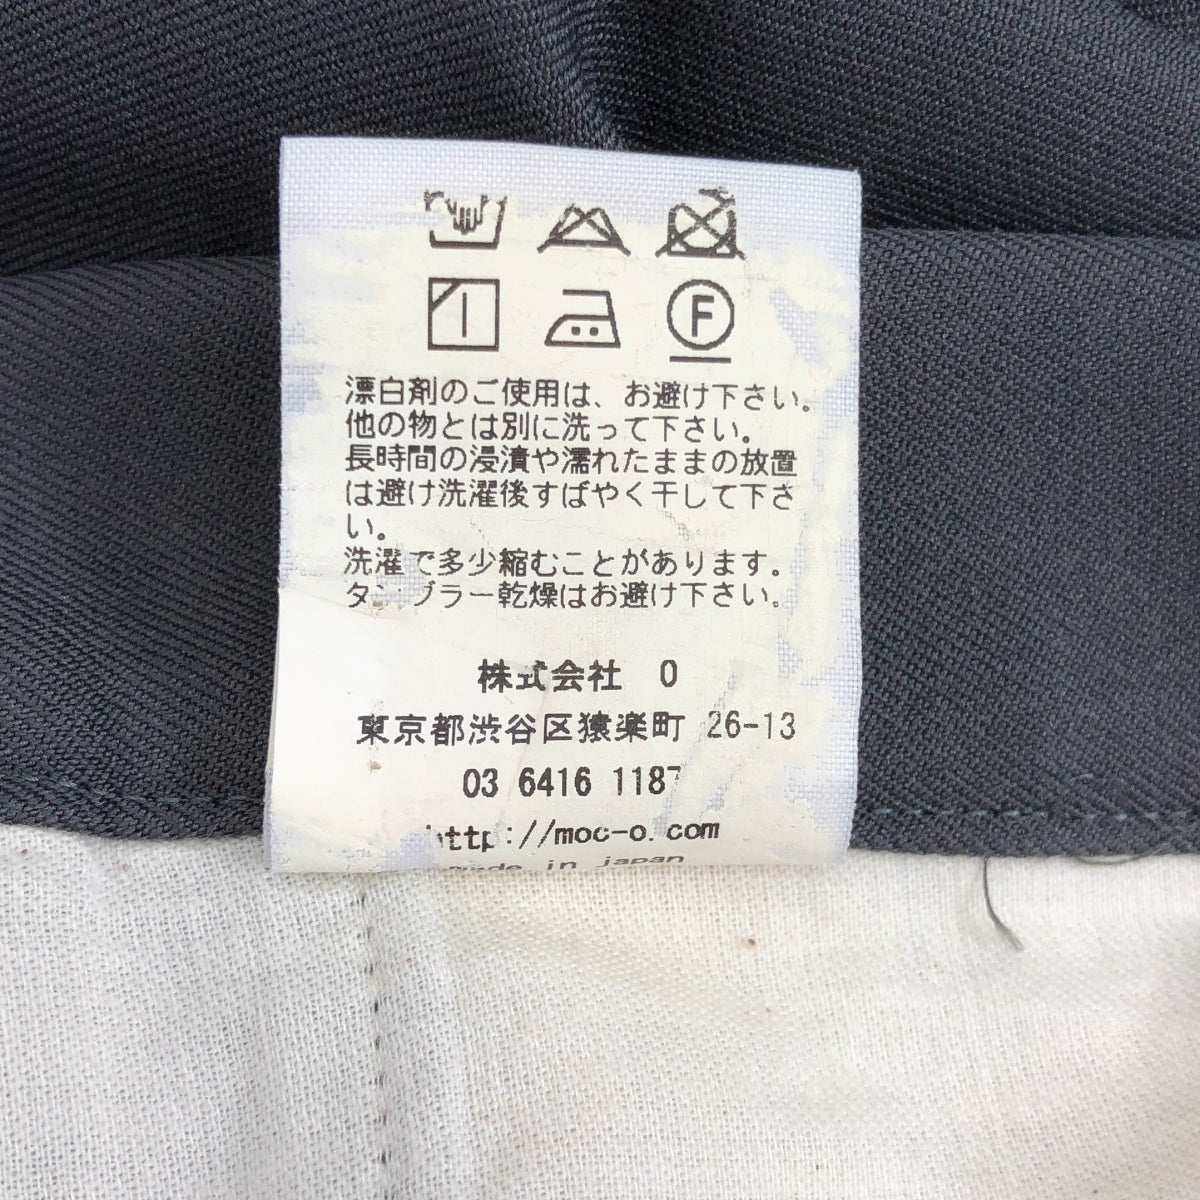 F
漂白剤のご使用は、お避け下さい。
他の物とは別に洗って下さい。
長時間の浸漬や濡れたままの放置
は避け洗濯後すばやく干して下さ
い。
洗濯で多少縮むことがあります。
タンブラー乾燥はお避け下さい。
株式会社 O
東京都渋谷区猿楽町 26-13
03 6416 1187
http://moc-o.com
made in japan